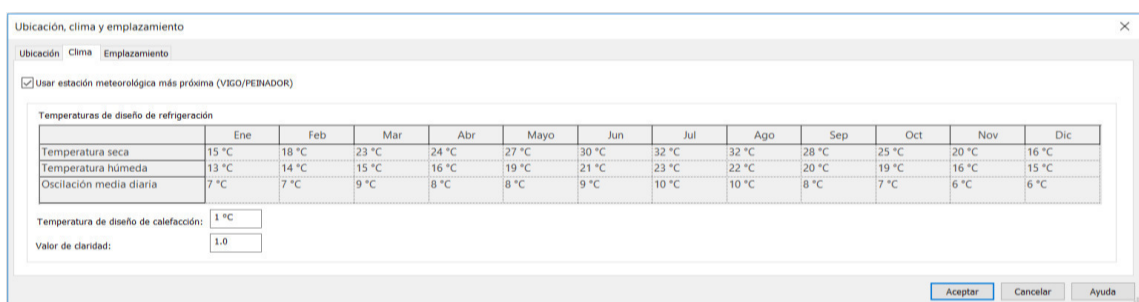 Ubicación, clima y emplazamiento
Ubicación Clima Emplazamiento
Usar estación meteorológica más próxima (VIGO/PEINADOR)
Temperaturas de diseño de refrigeración
Ene Feb Mar Abr Mayo Jun Jul Ago Sep Oct Nov Dic
Temperatura seca 15 °C 18 °C 23 °C 24 °C 27 °C 30 °C 32 °C 32 °C 28 °C 25 °C 20 °C 16 °C
Temperatura húmeda 13 °C 14 °C 15 °C 16 °C 19 °C 21 °C 23 °C 22 °C 20 °C 19 °C 16 °C 15 °C
Oscilación media diaria 7 °C 7 °C 9 °C 8 °C 8 °C 9 °C 10 °C 10 °C 8 °C 7 °C 6 °C 6 °C
Temperatura de diseño de calefacción: 1 °C
Valor de claridad: 1.0
Aceptar Cancelar Ayuda